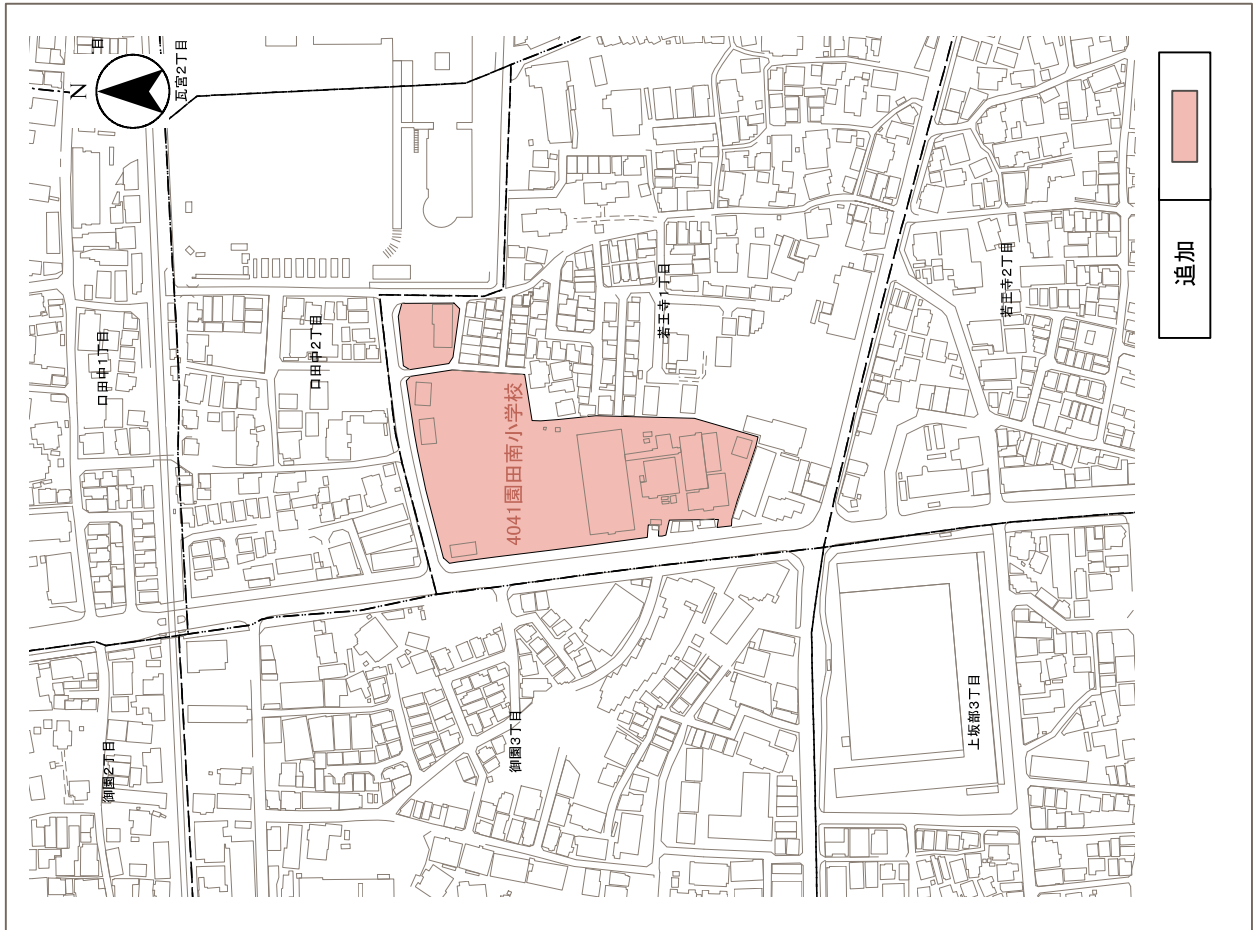 N
瓦宮2丁目
口田中1丁目
口田中2丁目
若王寺1丁目
若王寺2丁目
4041園田南小学校
御園2丁目
御園3丁目
上坂部3丁目
追加